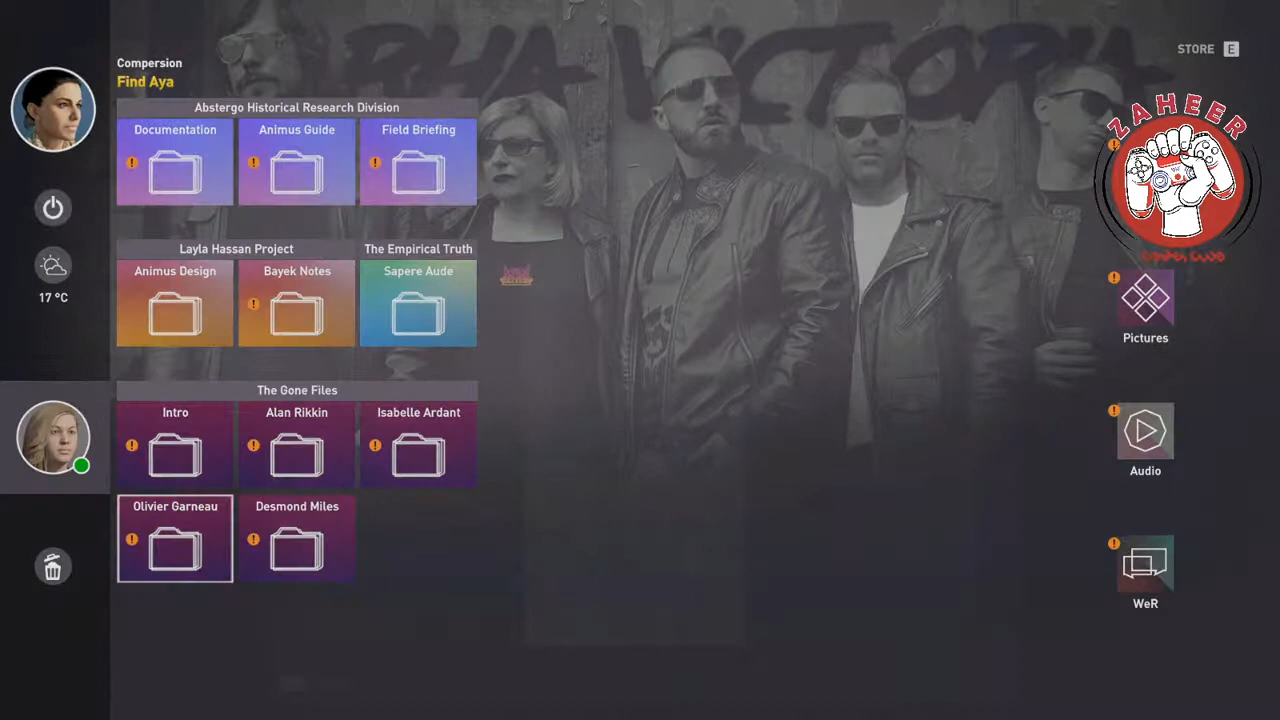 Compersion
Find Aya
STORE E
Abstergo Historical Research Division
Documentation
Animus Guide
Field Briefing
Layla Hassan Project
The Empirical Truth
Animus Design
Bayek Notes
Sapere Aude
The Gone Files
Intro
Alan Rikkin
Isabelle Ardant
Olivier Garneau
Desmond Miles
17 °C
ZAHEER
Pictures
Audio
WeR